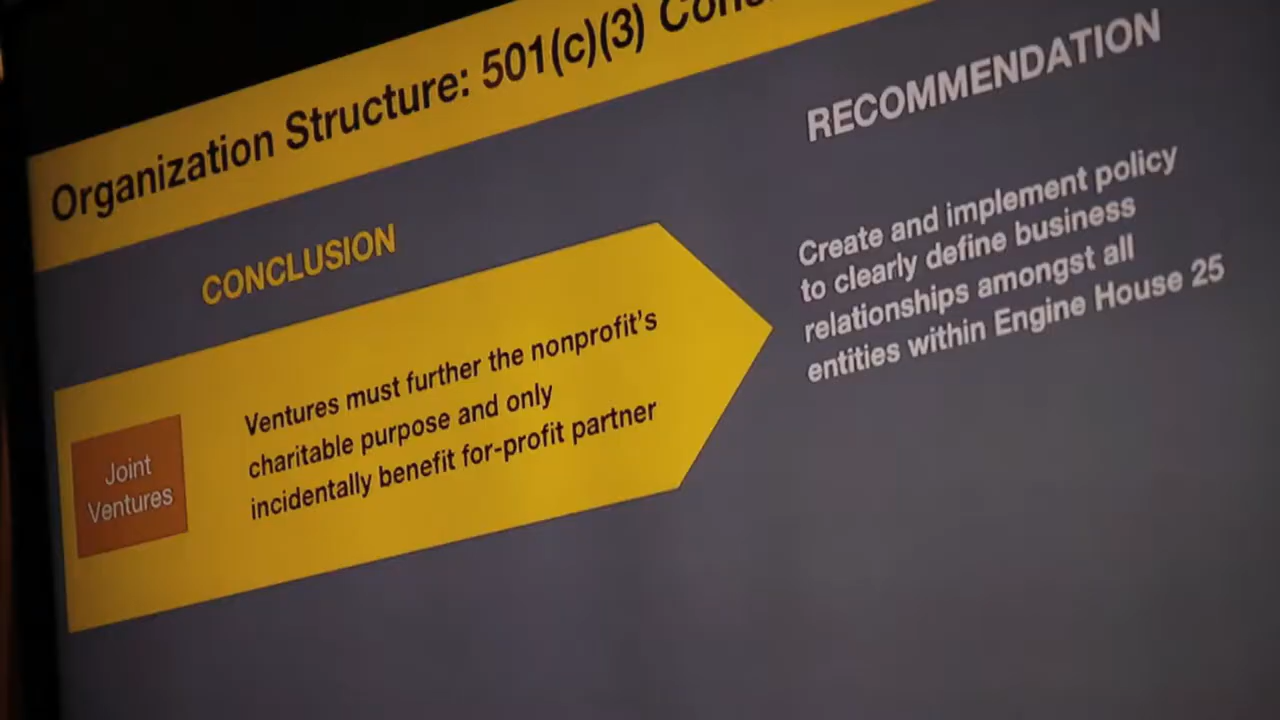 Organization Structure: 501(c)(3)
CONCLUSION
Joint
Ventures
Ventures must further the nonprofit's
charitable purpose and only
incidentally benefit for-profit partner
RECOMMENDATION
Create and implement policy
to clearly define business
relationships amongst all
entities within Engine House 25